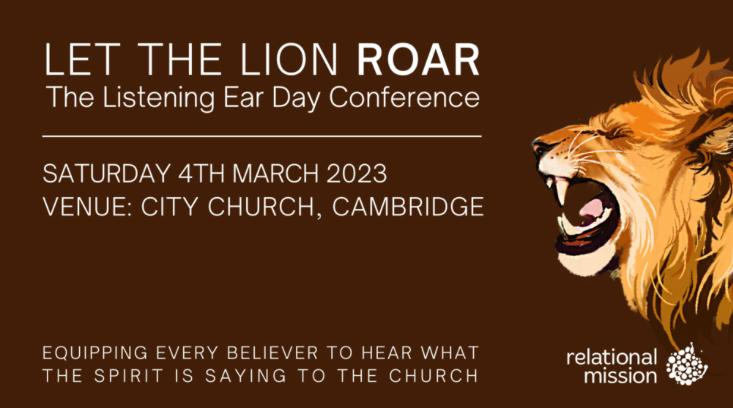 LET THE LION ROAR
The Listening Ear Day Conference
SATURDAY 4TH MARCH 2023
VENUE: CITY CHURCH, CAMBRIDGE
EQUIPPING EVERY BELIEVER TO HEAR WHAT
THE SPIRIT IS SAYING TO THE CHURCH
relational
mission